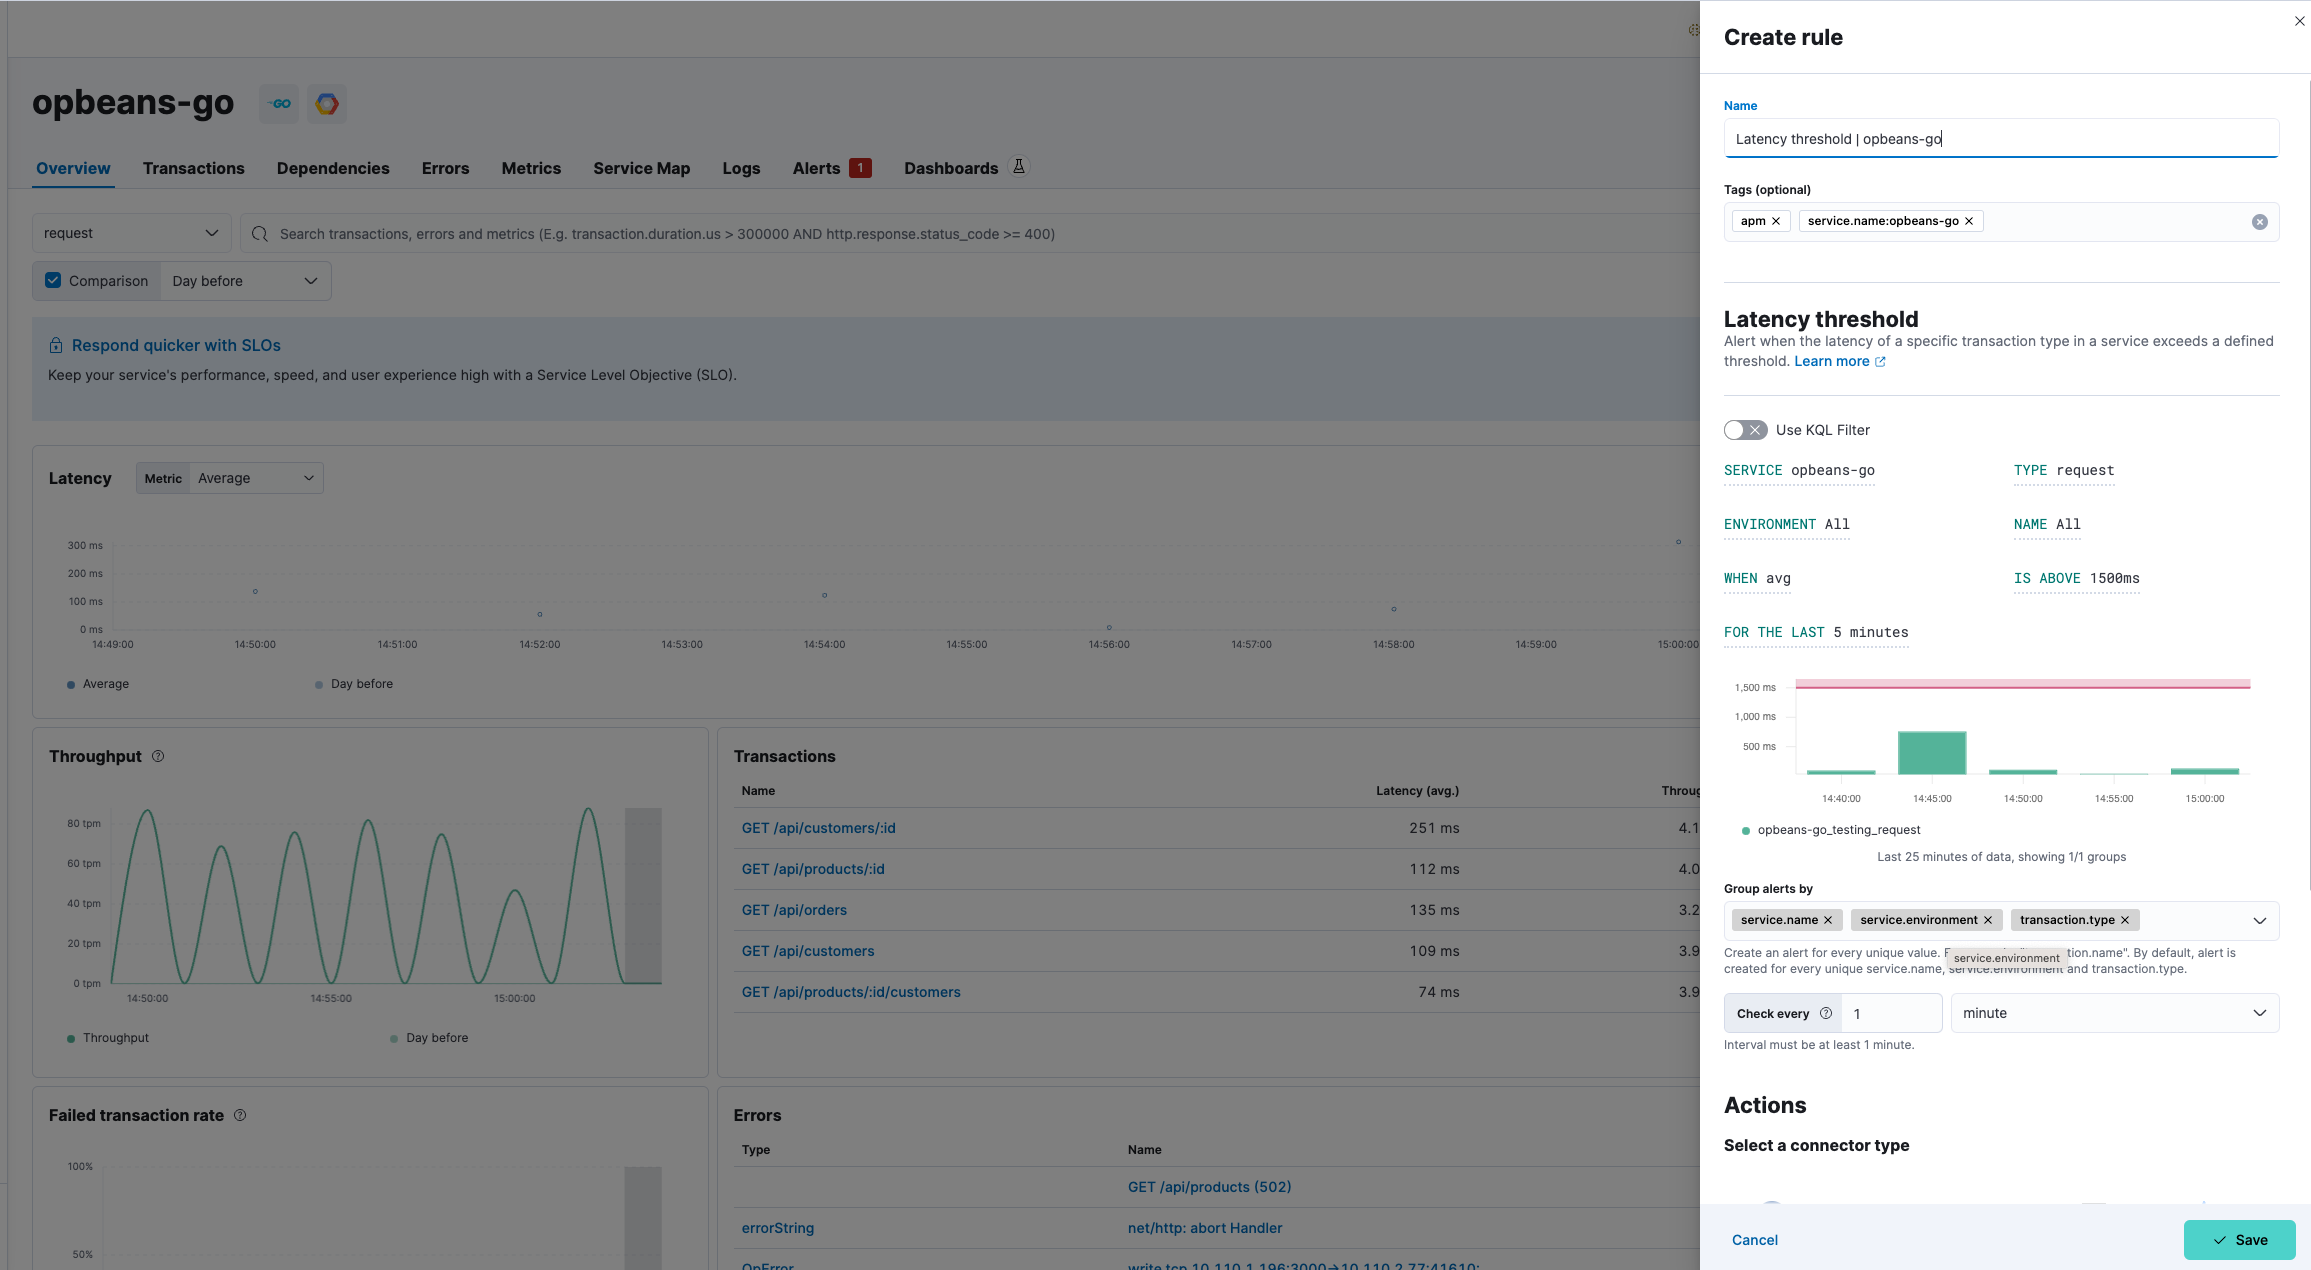 opbeans-go
GO
Overview
Transactions
Dependencies
Errors
Metrics
Service Map
Logs
Alerts 1
Dashboards
request
Search transactions, errors and metrics (E.g. transaction.duration.us > 300000 AND http.response.status_code >= 400)
Comparison
Day before
Respond quicker with SLOs
Keep your service's performance, speed, and user experience high with a Service Level Objective (SLO).
Latency
Metric
Average
300 ms
200 ms
100 ms
0 ms
14:49:00 14:50:00 14:51:00 14:52:00 14:53:00 14:54:00 14:55:00 14:56:00 14:57:00 14:58:00 14:59:00 15:00:00
Average
Day before
Throughput
80 tpm
60 tpm
40 tpm
20 tpm
0 tpm
14:50:00 14:55:00 15:00:00
Throughput
Day before
Transactions
Name Latency (avg.) Throug
GET /api/customers/:id 251 ms 4.1
GET /api/products/:id 112 ms 4.0
GET /api/orders 135 ms 3.2
GET /api/customers 109 ms 3.9
GET /api/products/:id/customers 74 ms 3.9
Failed transaction rate
100%
50%
Errors
Type Name
GET /api/products (502)
errorString net/http: abort Handler
OpError write tcp 10.110.1.196:3000->10.110.2.77:41610:
Create rule
Name
Latency threshold | opbeans-go
Tags (optional)
apm
service.name:opbeans-go
Latency threshold
Alert when the latency of a specific transaction type in a service exceeds a defined
threshold. Learn more
Use KQL Filter
SERVICE opbeans-go
TYPE request
ENVIRONMENT All
NAME All
WHEN avg
IS ABOVE 1500ms
FOR THE LAST 5 minutes
1,500 ms
1,000 ms
500 ms
14:40:00 14:45:00 14:50:00 14:55:00 15:00:00
opbeans-go_testing_request
Last 25 minutes of data, showing 1/1 groups
Group alerts by
service.name
service.environment
transaction.type
Create an alert for every unique value. tion.name". By default, alert is
service.environment
created for every unique service.name, service.environment and transaction.type.
Check every
1
minute
Interval must be at least 1 minute.
Actions
Select a connector type
Cancel
Save